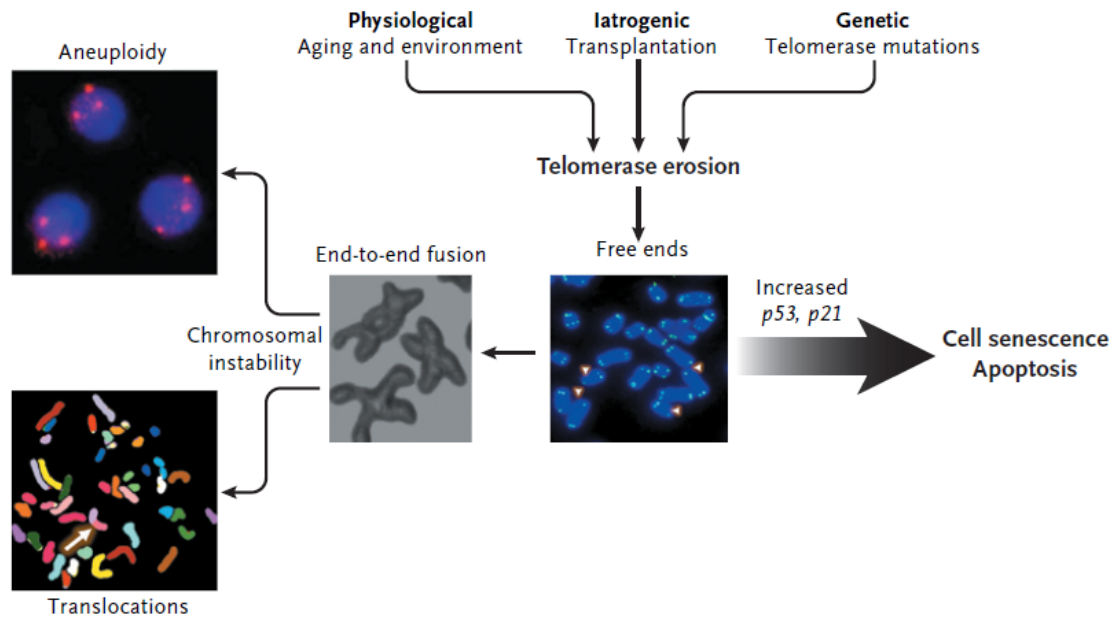 Physiological
Aging and environment
Iatrogenic
Transplantation
Genetic
Telomerase mutations
Aneuploidy
Telomerase erosion
Free ends
End-to-end fusion
Increased
p53, p21
Chromosomal
instability
Cell senescence
Apoptosis
Translocations